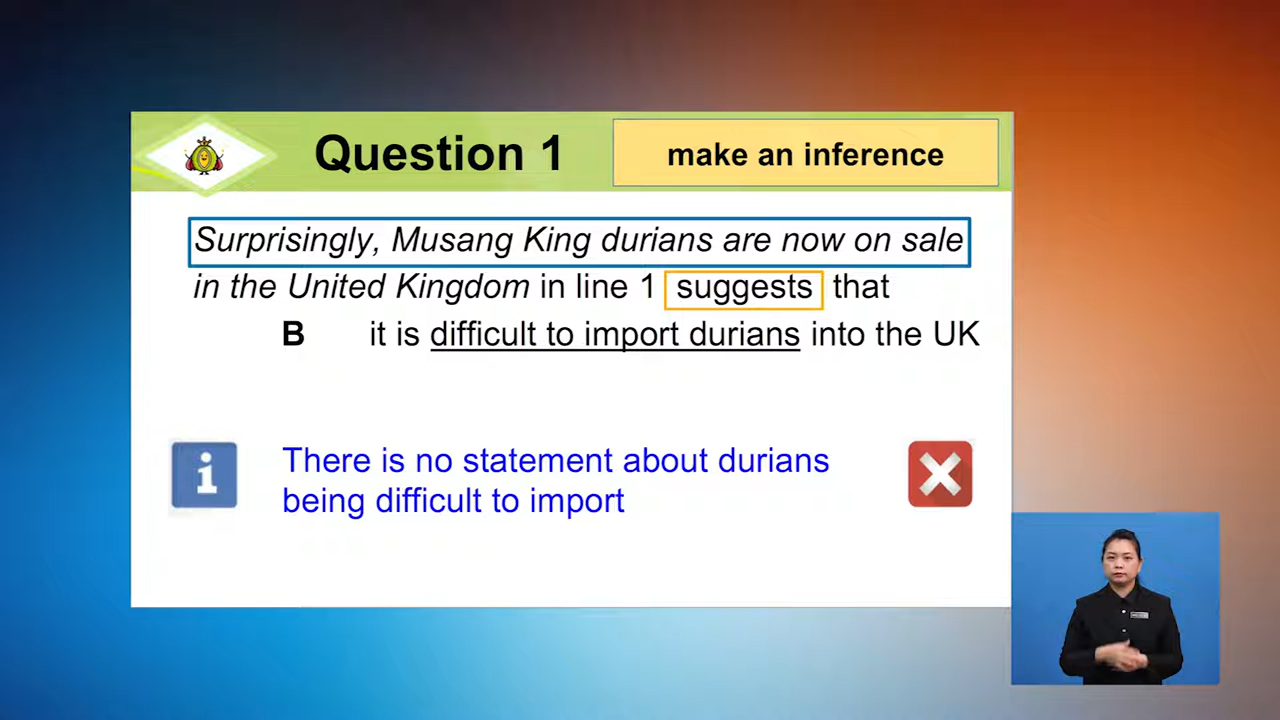 Question 1
make an inference
Surprisingly, Musang King durians are now on sale
in the United Kingdom in line 1 suggests that
B it is difficult to import durians into the UK
There is no statement about durians
being difficult to import